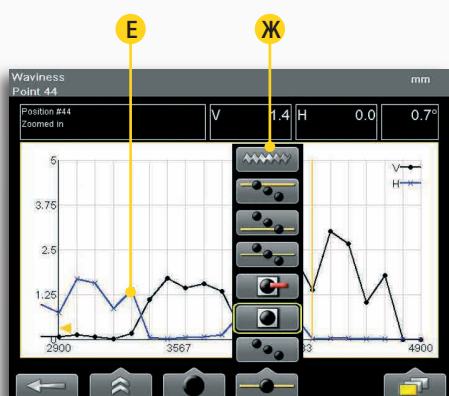 Е Ж
Waviness mm
Point 44
Position #44 V 1.4 H 0.0 0.7°
Zoomed in
5 V
H
3.75
2.5
1.25
0
2900 3567 33 4900